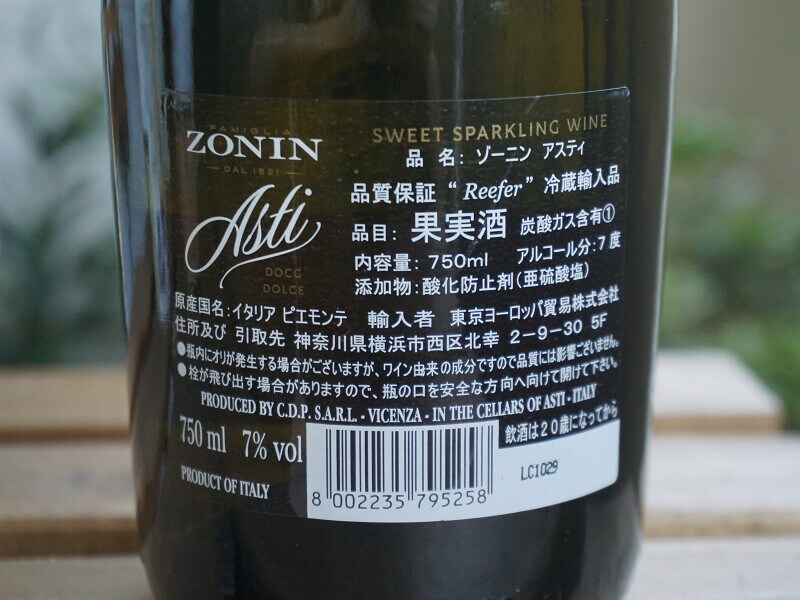 FAMIGLIA
ZONIN
DAL 1821
Asti
DOCG
DOLCE
SWEET SPARKLING WINE
品 名: ゾーニン アスティ
品質保証 “ Reefer ” 冷蔵輸入品
品目: 果実酒 炭酸ガス含有①
内容量: 750ml アルコール分:7 度
添加物:酸化防止剤(亜硫酸塩)
原産国名:イタリア ピエモンテ 輸入者 東京ヨーロッパ貿易株式会社
住所及び 引取先 神奈川県横浜市西区北幸 2-9-30 5F
●瓶内にオリが発生する場合がございますが、ワイン由来の成分ですので品質には影響ございません。
●栓が飛び出す場合がありますので、瓶の口を安全な方向へ向けて開けて下さい。
PRODUCED BY C.D.P. S.A.R.L. - VICENZA - IN THE CELLARS OF ASTI - ITALY
750 ml 7% vol
飲酒は20歳になってから
PRODUCT OF ITALY
8 002235 795258
LC1029